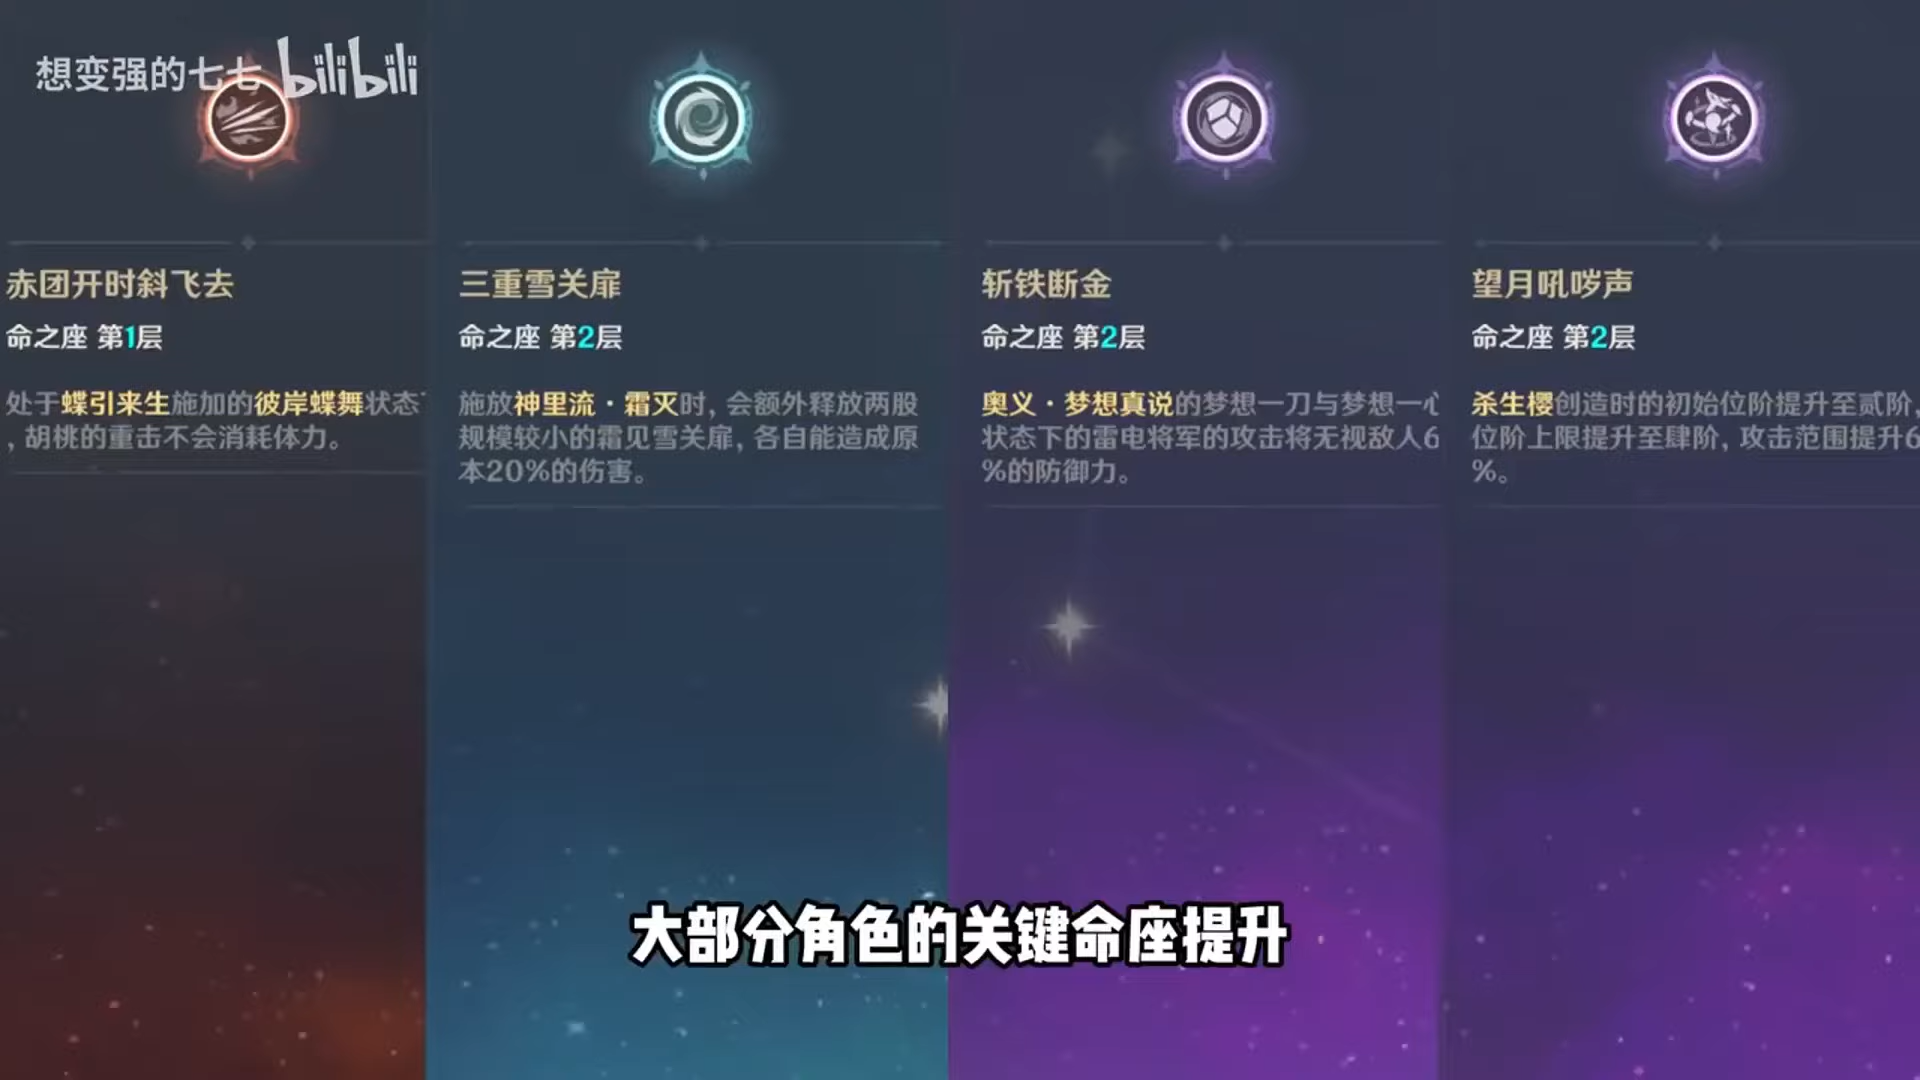 想变强的七七 bilibili
赤团开时斜飞去
命之座 第1层
处于蝶引来生施加的彼岸蝶舞状态
，胡桃的重击不会消耗体力。
三重雪关扉
命之座 第2层
施放神里流·霜灭时，会额外释放两股
规模较小的霜见雪关扉，各自能造成原
本20%的伤害。
斩铁断金
命之座 第2层
奥义·梦想真说的梦想一刀与梦想一心
状态下的雷电将军的攻击将无视敌人6
%的防御力。
望月吼哕声
命之座 第2层
杀生樱创造时的初始位阶提升至贰阶，
位阶上限提升至肆阶，攻击范围提升6
%。
大部分角色的关键命座提升